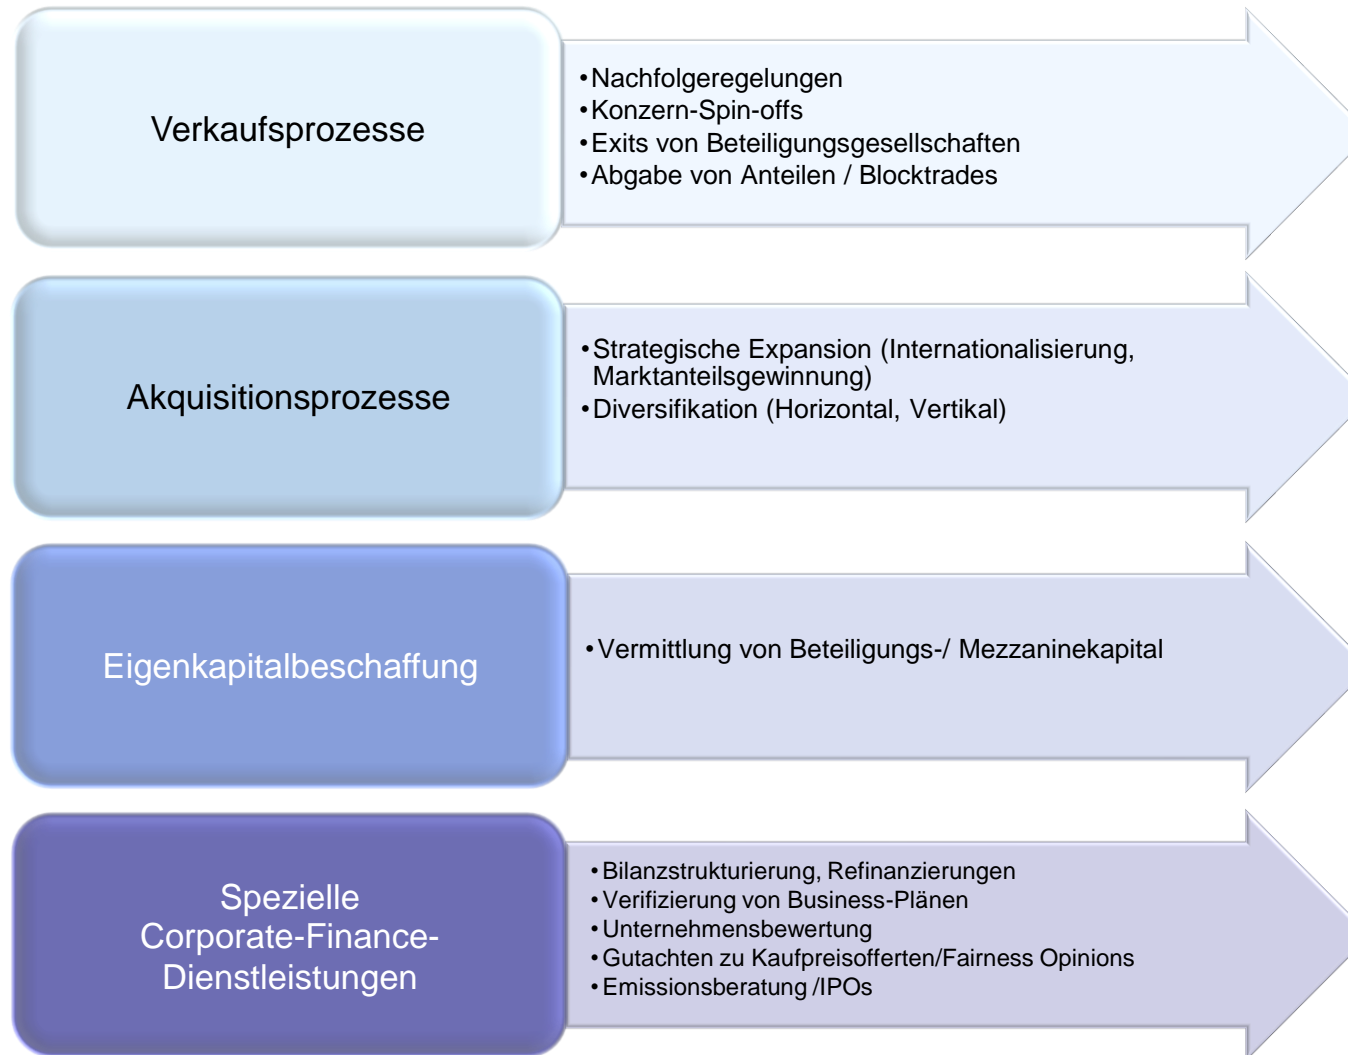 Verkaufsprozesse
•Nachfolgeregelungen
•Konzern-Spin-offs
•Exits von Beteiligungsgesellschaften
•Abgabe von Anteilen / Blocktrades
Akquisitionsprozesse
•Strategische Expansion (Internationalisierung,
Marktanteilsgewinnung)
•Diversifikation (Horizontal, Vertikal)
Eigenkapitalbeschaffung
•Vermittlung von Beteiligungs-/ Mezzaninekapital
Spezielle
Corporate-Finance-
Dienstleistungen
•Bilanzstrukturierung, Refinanzierungen
•Verifizierung von Business-Plänen
•Unternehmensbewertung
•Gutachten zu Kaufpreisofferten/Fairness Opinions
•Emissionsberatung /IPOs